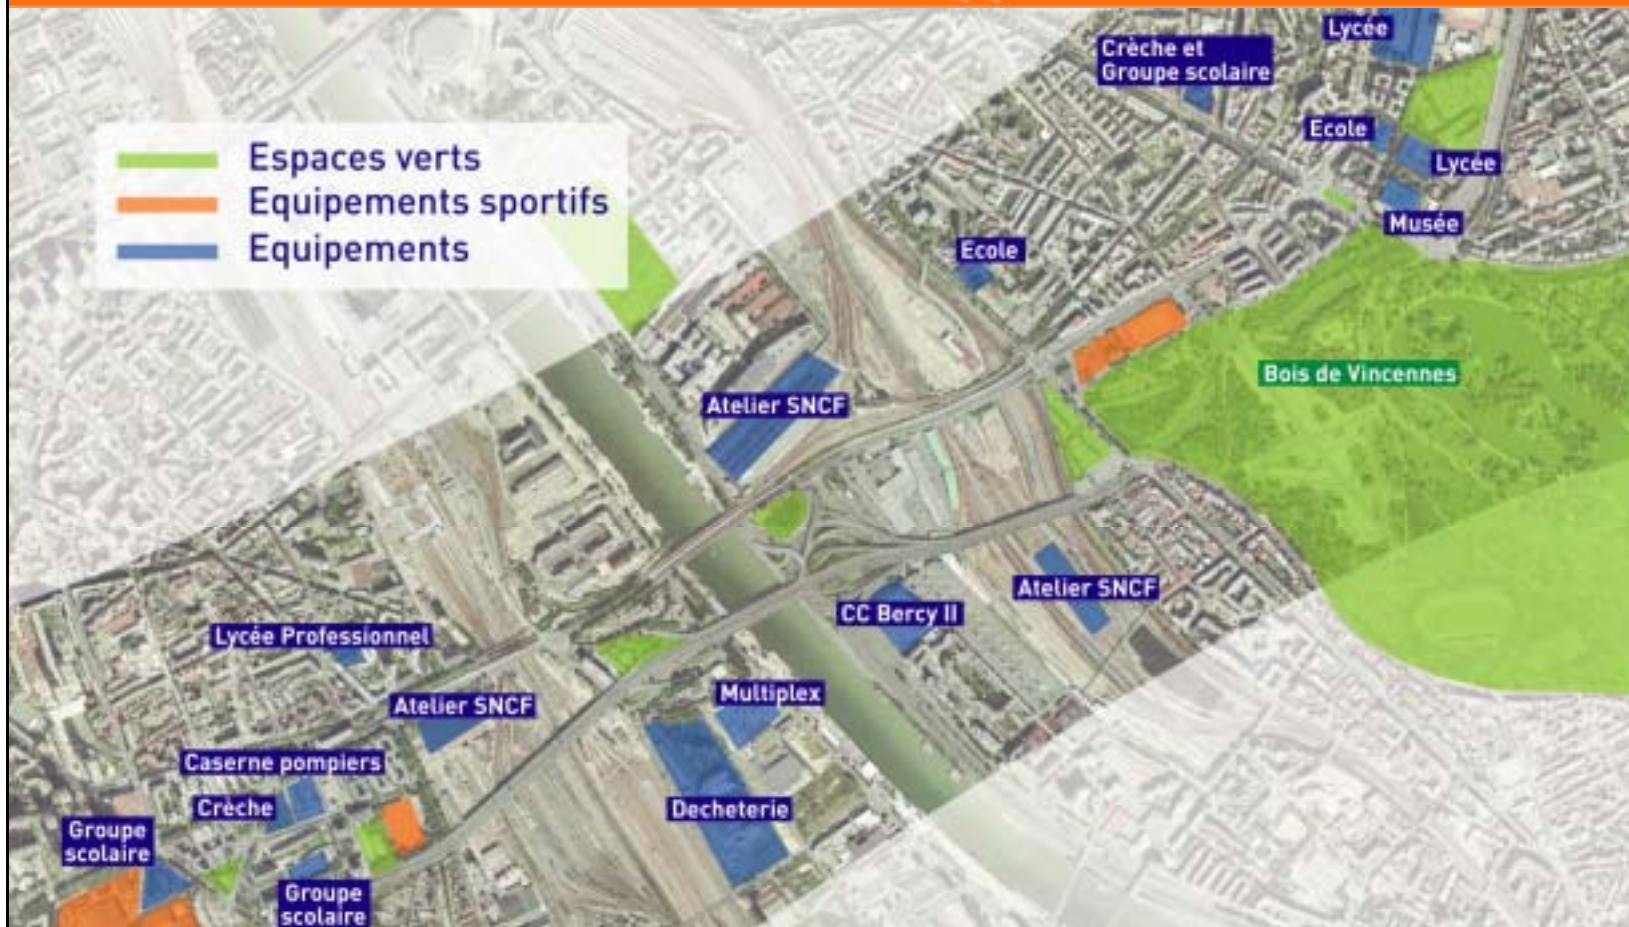 Lycée
Crèche et
Groupe scolaire
Ecole
Lycée
Espaces verts
Equipements sportifs
Equipements
Musée
Ecole
Bois de Vincennes
Atelier SNCF
Atelier SNCF
CC Bercy II
Lycée Professionnel
Multiplex
Atelier SNCF
Caserne pompiers
Crèche
Decheterie
Groupe
scolaire
Groupe
scolaire